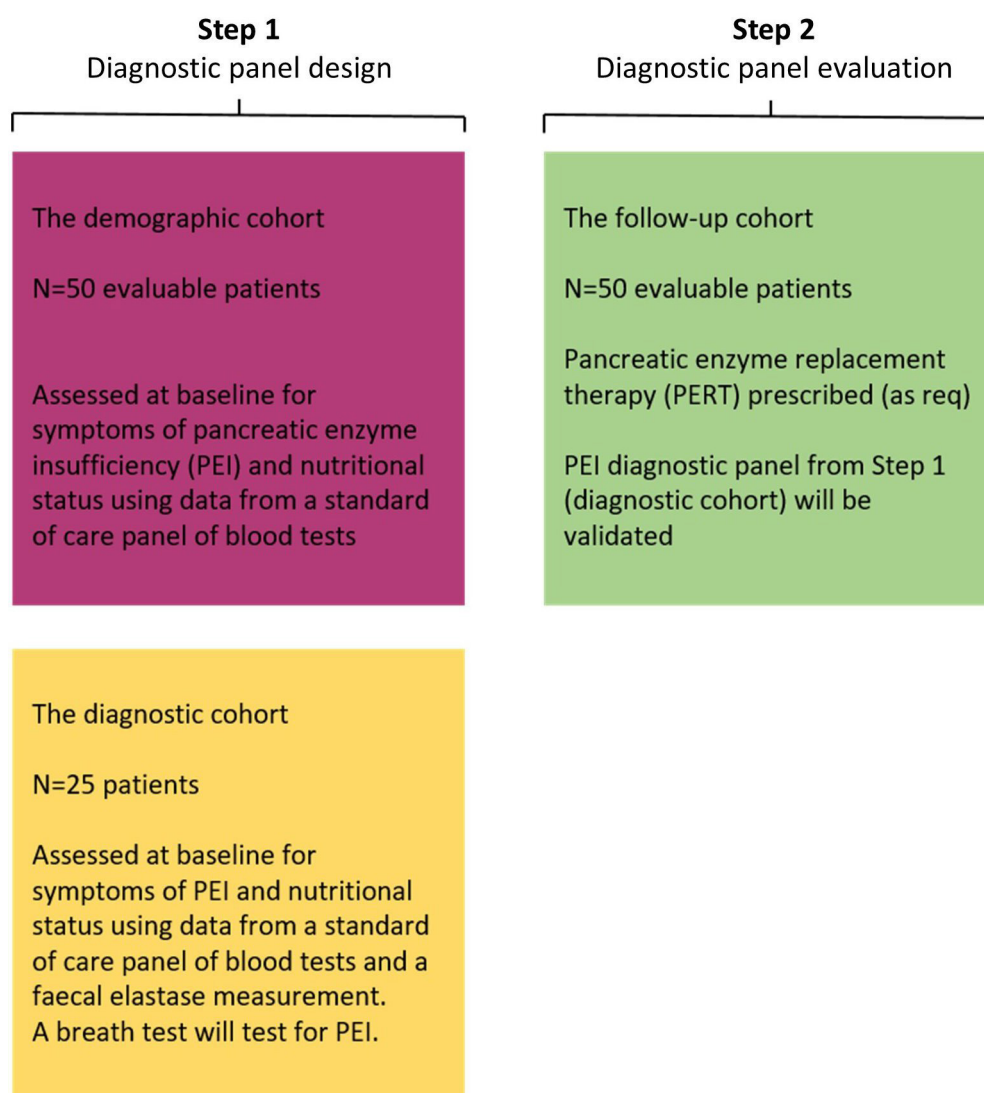 Step 1
Diagnostic panel design
The demographic cohort
N=50 evaluable patients
Assessed at baseline for
symptoms of pancreatic enzyme
insufficiency (PEI) and nutritional
status using data from a standard
of care panel of blood tests
The diagnostic cohort
N=25 patients
Assessed at baseline for
symptoms of PEI and nutritional
status using data from a standard
of care panel of blood tests and a
faecal elastase measurement.
A breath test will test for PEI.
Step 2
Diagnostic panel evaluation
The follow-up cohort
N=50 evaluable patients
Pancreatic enzyme replacement
therapy (PERT) prescribed (as req)
PEI diagnostic panel from Step 1
(diagnostic cohort) will be
validated